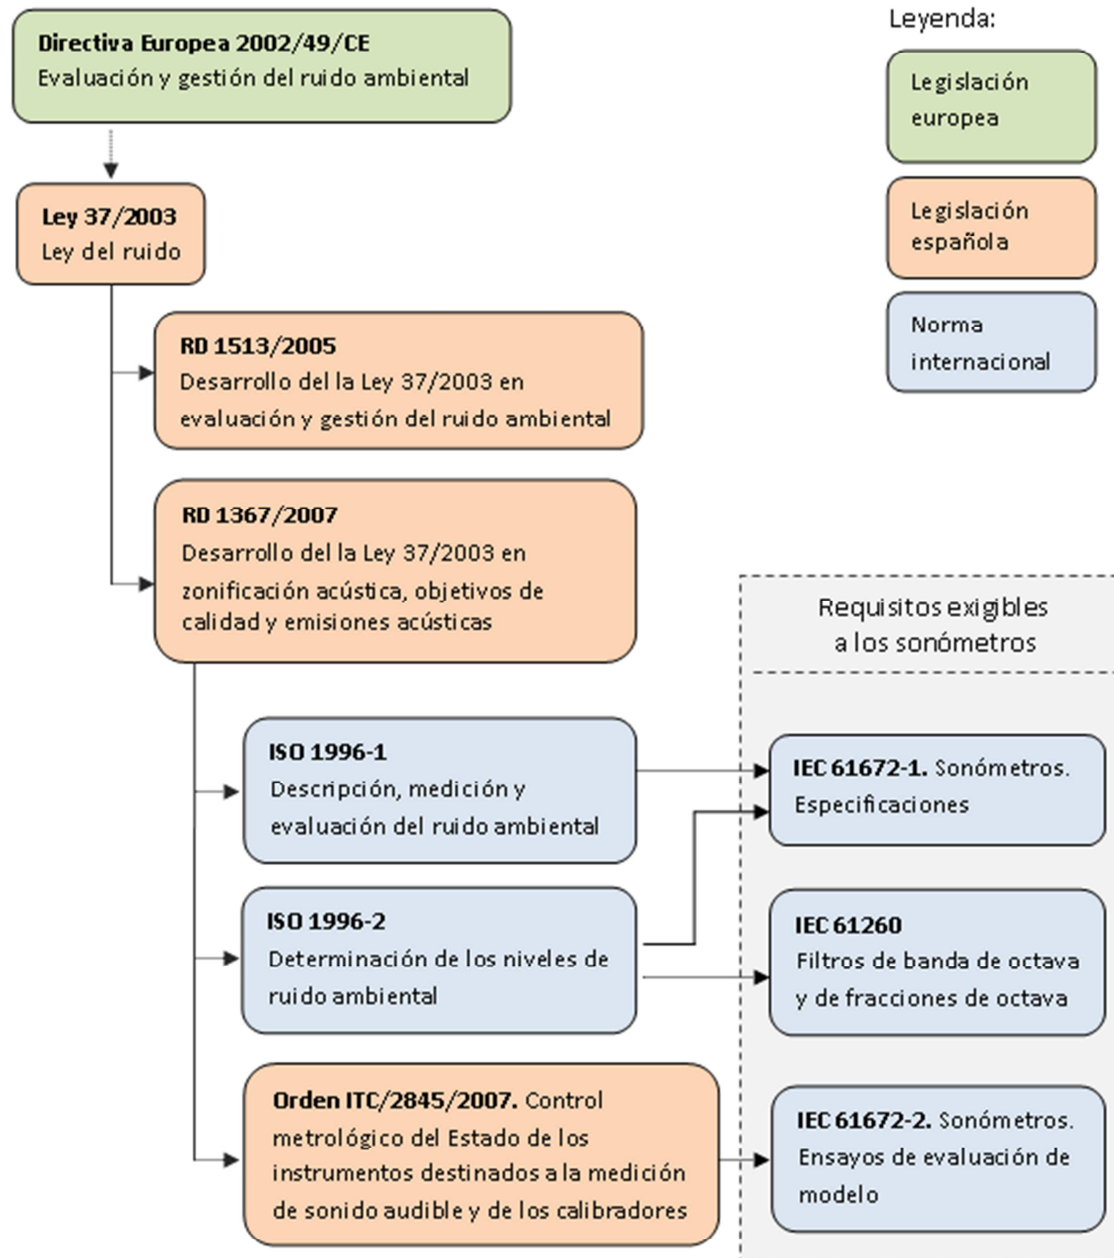 Directiva Europea 2002/49/CE
Evaluación y gestión del ruido ambiental
Leyenda:
Legislación
europea
Legislación
española
Norma
internacional
Ley 37/2003
Ley del ruido
RD 1513/2005
Desarrollo del la Ley 37/2003 en
evaluación y gestión del ruido ambiental
RD 1367/2007
Desarrollo del la Ley 37/2003 en
zonificación acústica, objetivos de
calidad y emisiones acústicas
Requisitos exigibles
a los sonómetros
ISO 1996-1
Descripción, medición y
evaluación del ruido ambiental
IEC 61672-1. Sonómetros.
Especificaciones
ISO 1996-2
Determinación de los niveles de
ruido ambiental
IEC 61260
Filtros de banda de octava
y de fracciones de octava
Orden ITC/2845/2007. Control
metrológico del Estado de los
instrumentos destinados a la medición
de sonido audible y de los calibradores
IEC 61672-2. Sonómetros.
Ensayos de evaluación de
modelo